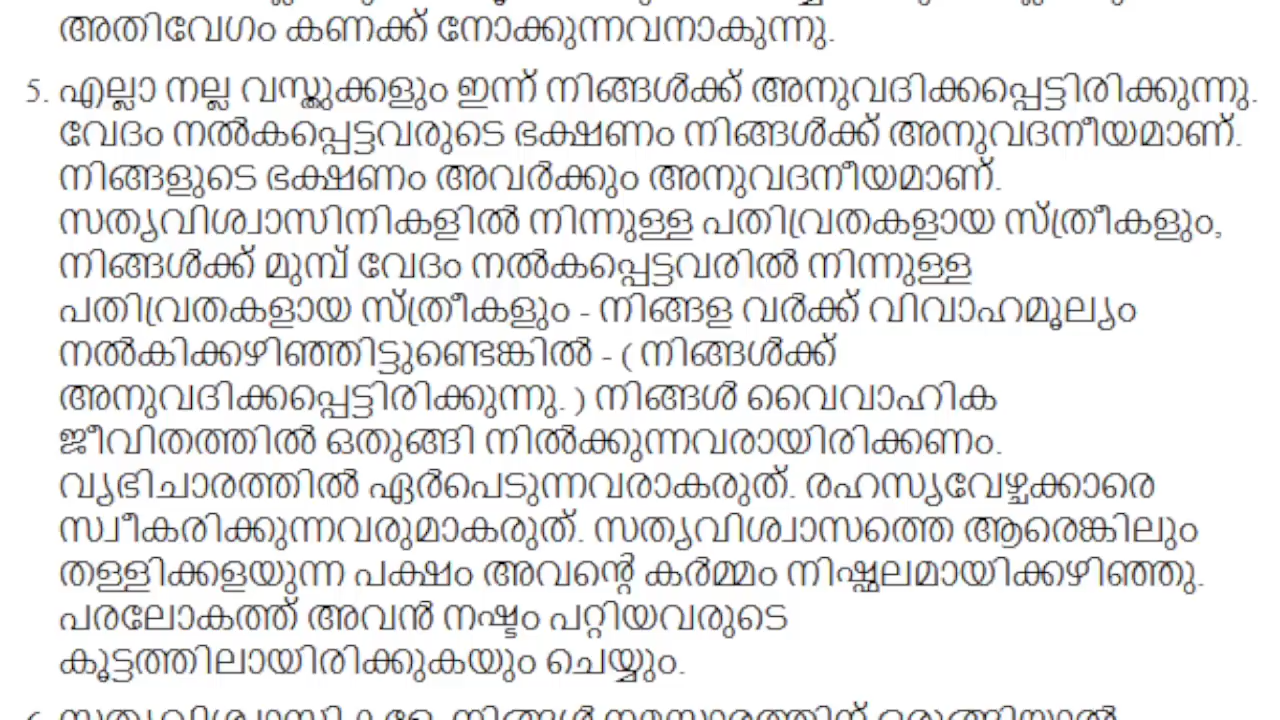 അതിവേഗം കണക്ക് നോക്കുന്നവനാകുന്നു.
5. എല്ലാ നല്ല വസ്തുക്കളും ഇന്ന് നിങ്ങള്‍ക്ക് അനുവദിക്കപ്പെട്ടിരിക്കുന്നു.
വേദം നല്‍കപ്പെട്ടവരുടെ ഭക്ഷണം നിങ്ങള്‍ക്ക് അനുവദനീയമാണ്.
നിങ്ങളുടെ ഭക്ഷണം അവര്‍ക്കും അനുവദനീയമാണ്.
സത്യവിശ്വാസിനികളില്‍ നിന്നുള്ള പതിവ്രതകളായ സ്ത്രീകളും,
നിങ്ങള്‍ക്ക് മുമ്പ് വേദം നല്‍കപ്പെട്ടവരില്‍ നിന്നുള്ള
പതിവ്രതകളായ സ്ത്രീകളും - നിങ്ങള വര്‍ക്ക് വിവാഹമൂല്യം
നല്‍കിക്കഴിഞ്ഞിട്ടുണ്ടെങ്കില്‍ - ( നിങ്ങള്‍ക്ക്
അനുവദിക്കപ്പെട്ടിരിക്കുന്നു. ) നിങ്ങള്‍ വൈവാഹിക
ജീവിതത്തില്‍ ഒതുങ്ങി നില്‍ക്കുന്നവരായിരിക്കണം.
വ്യഭിചാരത്തില്‍ ഏര്‍പെടുന്നവരാകരുത്. രഹസ്യവേഴ്ചക്കാരെ
സ്വീകരിക്കുന്നവരുമാകരുത്. സത്യവിശ്വാസത്തെ ആരെങ്കിലും
തള്ളിക്കളയുന്ന പക്ഷം അവന്റെ കര്‍മ്മം നിഷ്ഫലമായിക്കഴിഞ്ഞു.
പരലോകത്ത് അവന്‍ നഷ്ടം പറ്റിയവരുടെ
കൂട്ടത്തിലായിരിക്കുകയും ചെയ്യും.